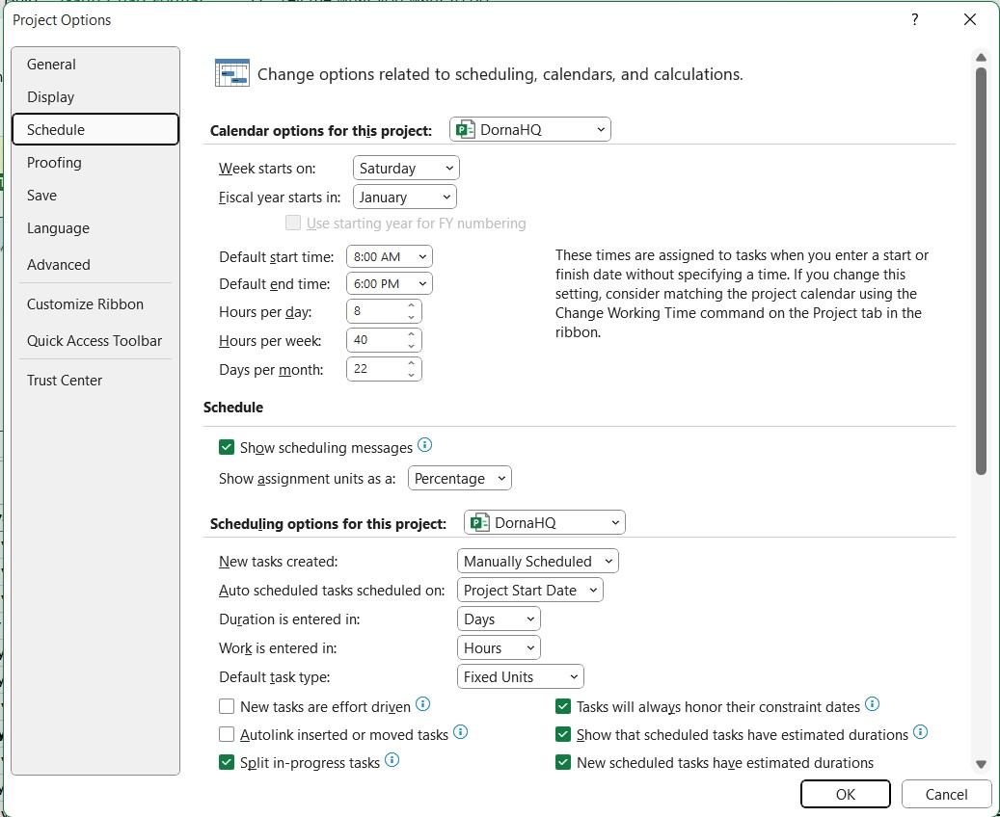 Project Options
?
General
Display
Schedule
Proofing
Save
Language
Advanced
Customize Ribbon
Quick Access Toolbar
Trust Center
Change options related to scheduling, calendars, and calculations.
Calendar options for this project: DornaHQ
Week starts on: Saturday
Fiscal year starts in: January
Use starting year for FY numbering
Default start time: 8:00 AM
Default end time: 6:00 PM
Hours per day: 8
Hours per week: 40
Days per month: 22
These times are assigned to tasks when you enter a start or
finish date without specifying a time. If you change this
setting, consider matching the project calendar using the
Change Working Time command on the Project tab in the
ribbon.
Schedule
Show scheduling messages
Show assignment units as a: Percentage
Scheduling options for this project: DornaHQ
New tasks created: Manually Scheduled
Auto scheduled tasks scheduled on: Project Start Date
Duration is entered in: Days
Work is entered in: Hours
Default task type: Fixed Units
New tasks are effort driven
Autolink inserted or moved tasks
Split in-progress tasks
Tasks will always honor their constraint dates
Show that scheduled tasks have estimated durations
New scheduled tasks have estimated durations
OK
Cancel